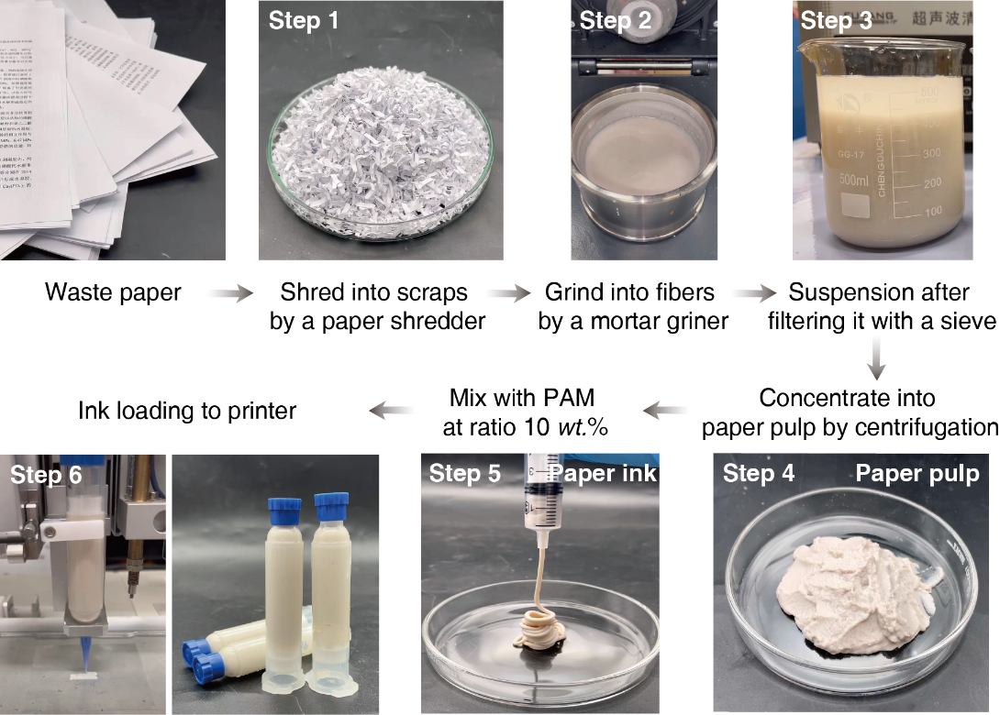 Step 1
Step 2
Step 3
超声波清
500
400
300
200
100
GG-17
500ml
CHENGDUCHI
Waste paper
Shred into scraps
by a paper shredder
Grind into fibers
by a mortar griner
Suspension after
filtering it with a sieve
Ink loading to printer
Mix with PAM
at ratio 10 wt.%
Concentrate into
paper pulp by centrifugation
Step 6
Step 5
Paper ink
Step 4
Paper pulp